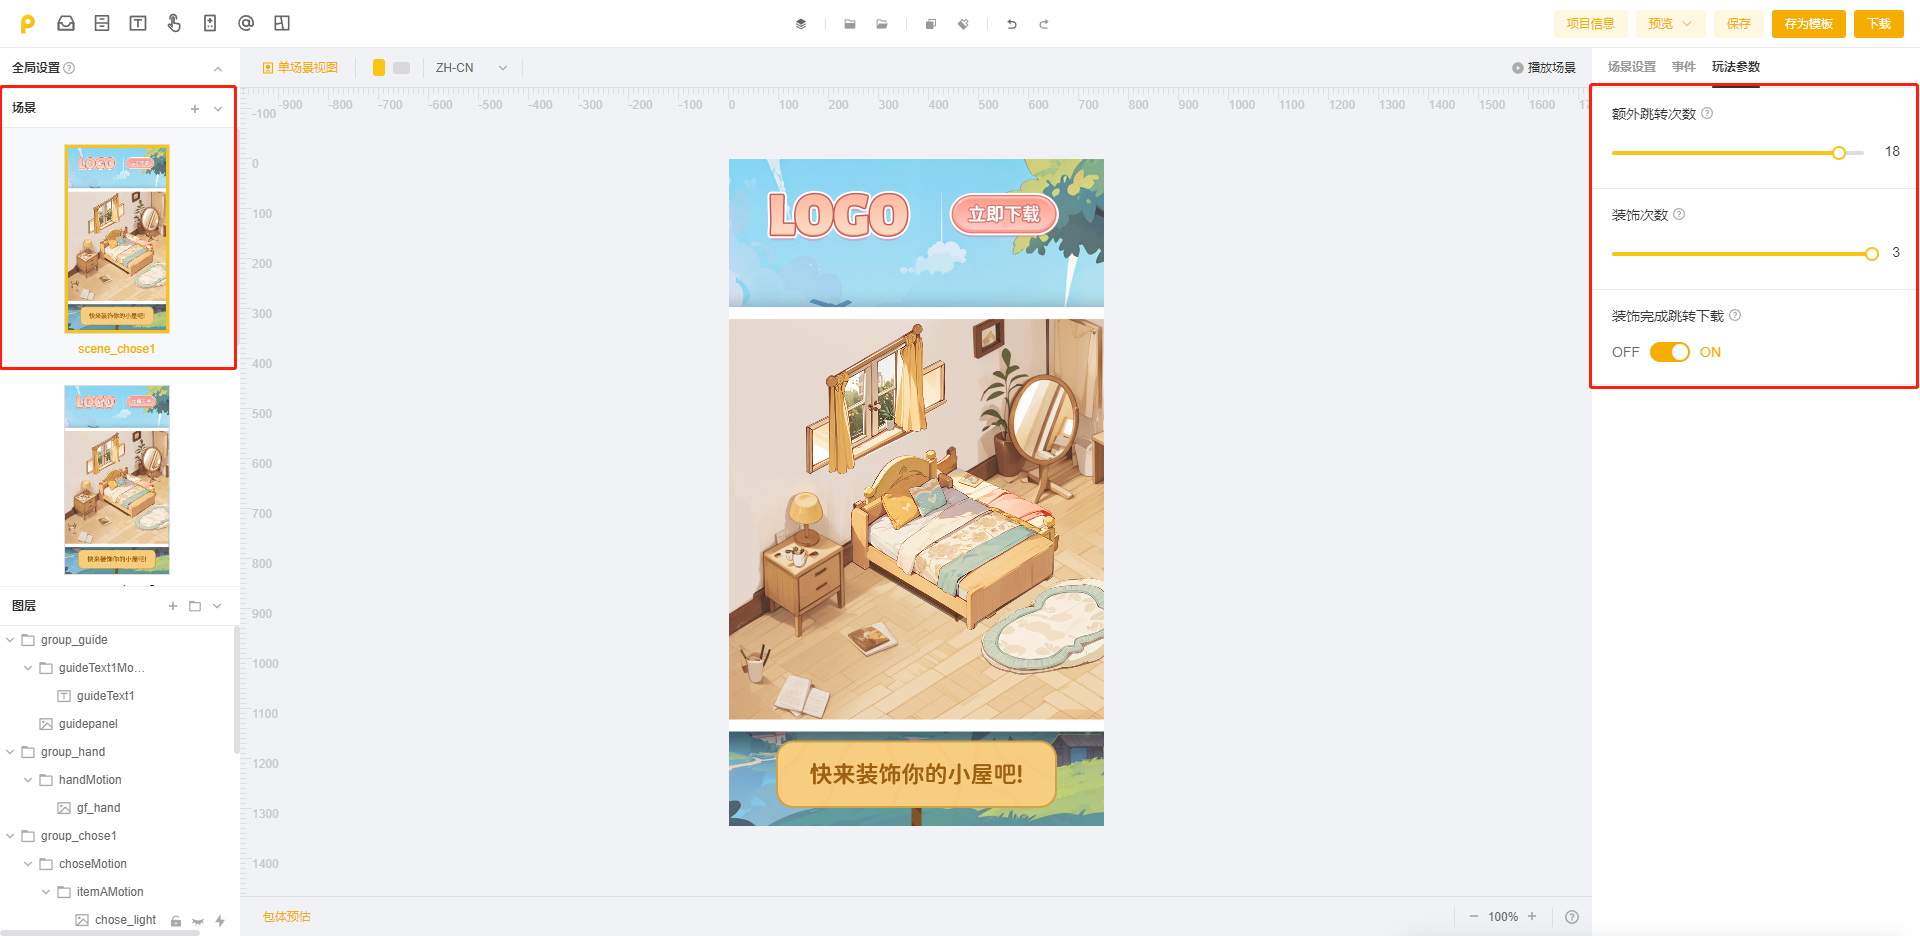 项目信息
预览
保存
存为模板
下载
全局设置
单场景视图
ZH-CN
播放场景
场景设置
事件
玩法参数
场景
LOGO
快来装饰你的小屋吧!
scene_chose1
LOGO
快来装饰你的小屋吧!
图层
group_guide
guideText1Mo...
guideText1
guidepanel
group_hand
handMotion
gf_hand
group_chose1
choseMotion
itemAMotion
chose_light
-900 -800 -700 -600 -500 -400 -300 -200 -100 0 100 200 300 400 500 600 700 800 900 1000 1100 1200 1300 1400 1500 1600
-100
0
100
200
300
400
500
600
700
800
900
1000
1100
1200
1300
1400
LOGO
立即下载
快来装饰你的小屋吧!
额外跳转次数
18
装饰次数
3
装饰完成跳转下载
OFF ON
包体预估
100%